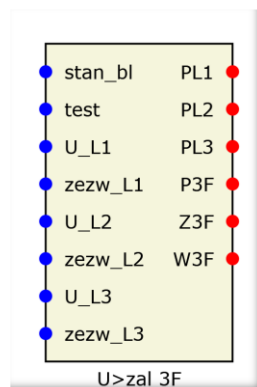 stan_bl PL1
test PL2
U_L1 PL3
zezw_L1 P3F
U_L2 Z3F
zezw_L2 W3F
U_L3
zezw_L3
U>zal 3F